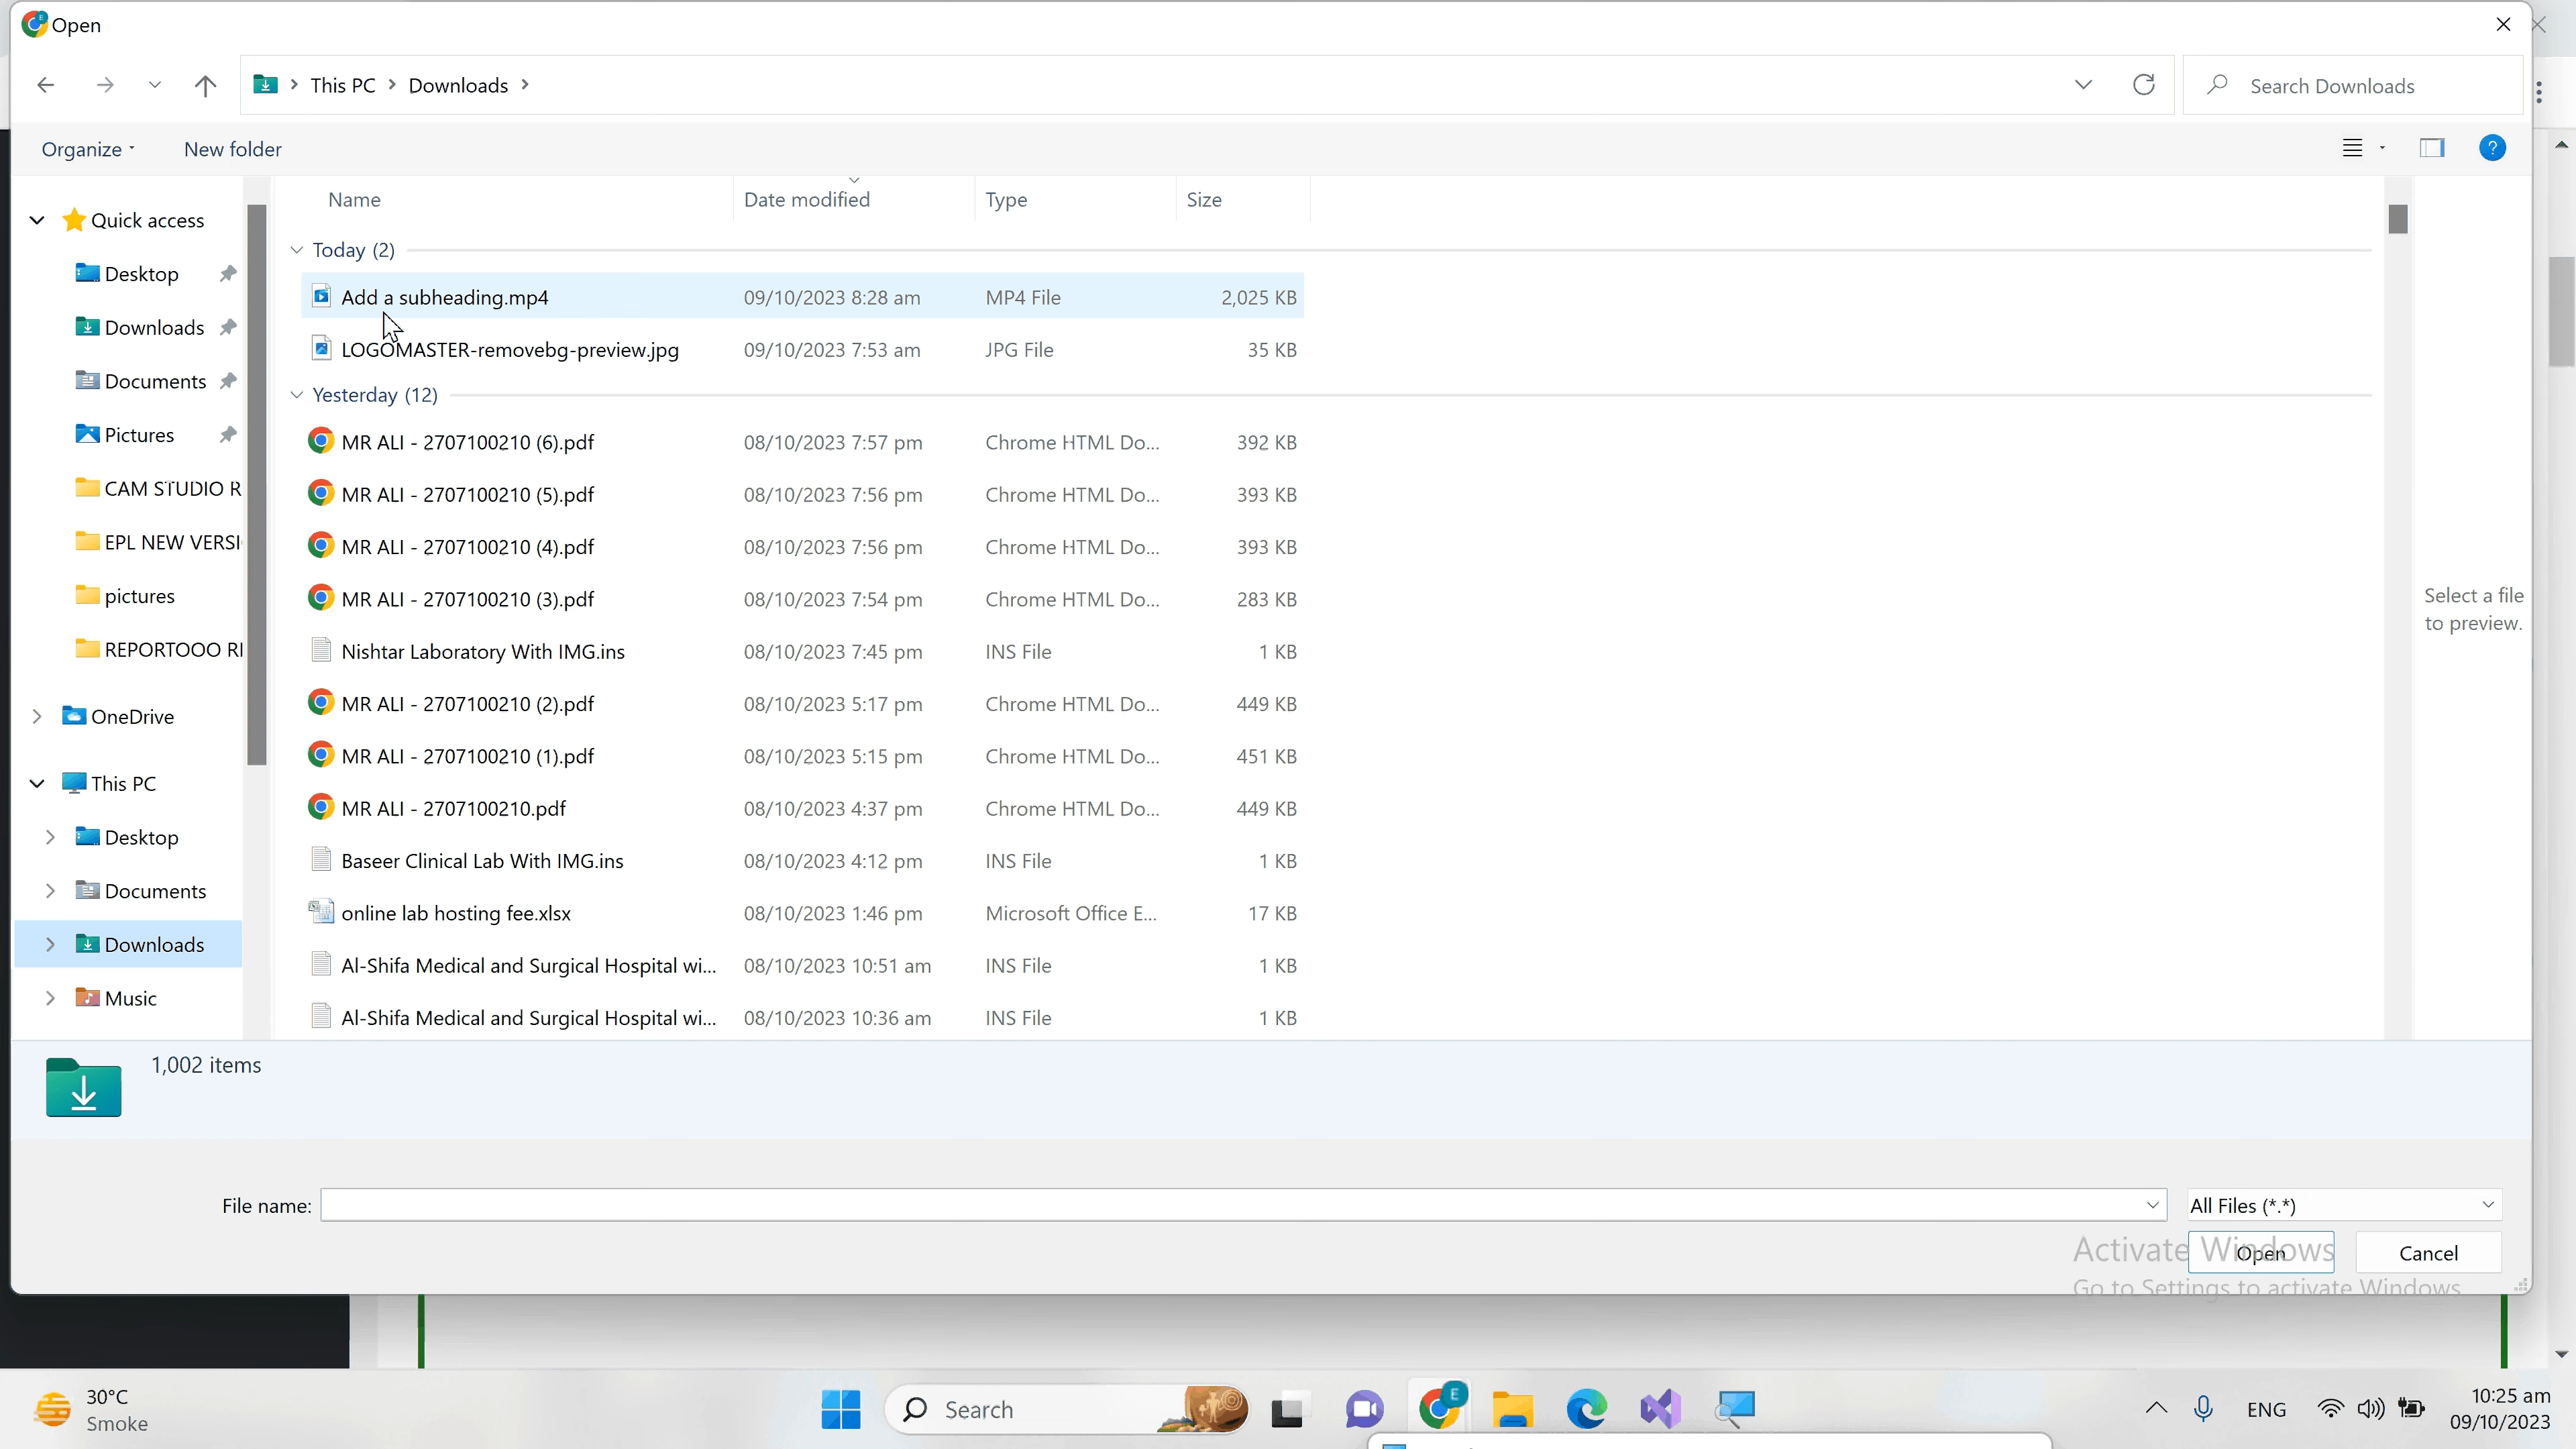 Open
This PC > Downloads >
Search Downloads
Organize
New folder
Name
Date modified
Type
Size
Quick access
Desktop
Downloads
Documents
Pictures
CAM STUDIO R
EPL NEW VERSI
pictures
REPORTOOO RI
OneDrive
This PC
Desktop
Documents
Downloads
Music
Today (2)
Add a subheading.mp4 09/10/2023 8:28 am MP4 File 2,025 KB
LOGOMASTER-removebg-preview.jpg 09/10/2023 7:53 am JPG File 35 KB
Yesterday (12)
MR ALI - 2707100210 (6).pdf 08/10/2023 7:57 pm Chrome HTML Do... 392 KB
MR ALI - 2707100210 (5).pdf 08/10/2023 7:56 pm Chrome HTML Do... 393 KB
MR ALI - 2707100210 (4).pdf 08/10/2023 7:56 pm Chrome HTML Do... 393 KB
MR ALI - 2707100210 (3).pdf 08/10/2023 7:54 pm Chrome HTML Do... 283 KB
Nishtar Laboratory With IMG.ins 08/10/2023 7:45 pm INS File 1 KB
MR ALI - 2707100210 (2).pdf 08/10/2023 5:17 pm Chrome HTML Do... 449 KB
MR ALI - 2707100210 (1).pdf 08/10/2023 5:15 pm Chrome HTML Do... 451 KB
MR ALI - 2707100210.pdf 08/10/2023 4:37 pm Chrome HTML Do... 449 KB
Baseer Clinical Lab With IMG.ins 08/10/2023 4:12 pm INS File 1 KB
online lab hosting fee.xlsx 08/10/2023 1:46 pm Microsoft Office E... 17 KB
Al-Shifa Medical and Surgical Hospital wi... 08/10/2023 10:51 am INS File 1 KB
Al-Shifa Medical and Surgical Hospital wi... 08/10/2023 10:36 am INS File 1 KB
Select a file
to preview.
1,002 items
File name:
All Files (*.*)
Open
Cancel
Activate Windows
Go to Settings to activate Windows.
30°C
Smoke
Search
E
ENG
10:25 am
09/10/2023